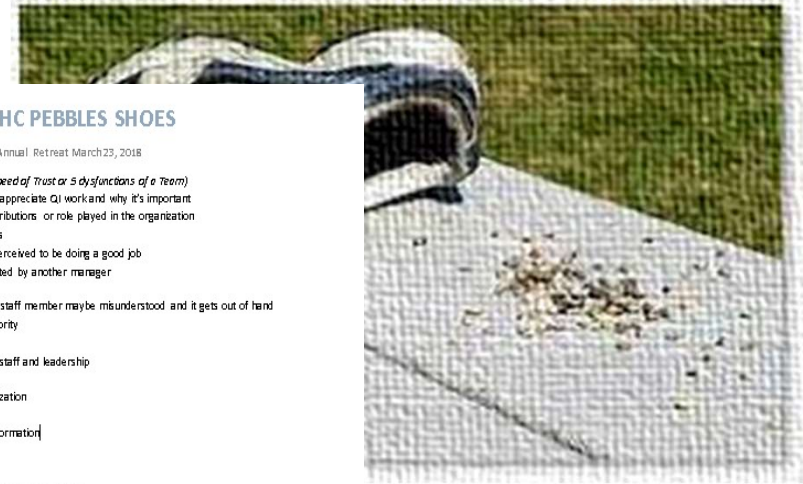 HC PEBBLES SHOES
Annual Retreat March 23, 2018
eed of Trust or 5 dysfunctions of a Team)
appreciate QI work and why it's important
ributions or role played in the organization
s
erceived to be doing a good job
ted by another manager
staff member maybe misunderstood and it gets out of hand
ority
staff and leadership
zation
ormation